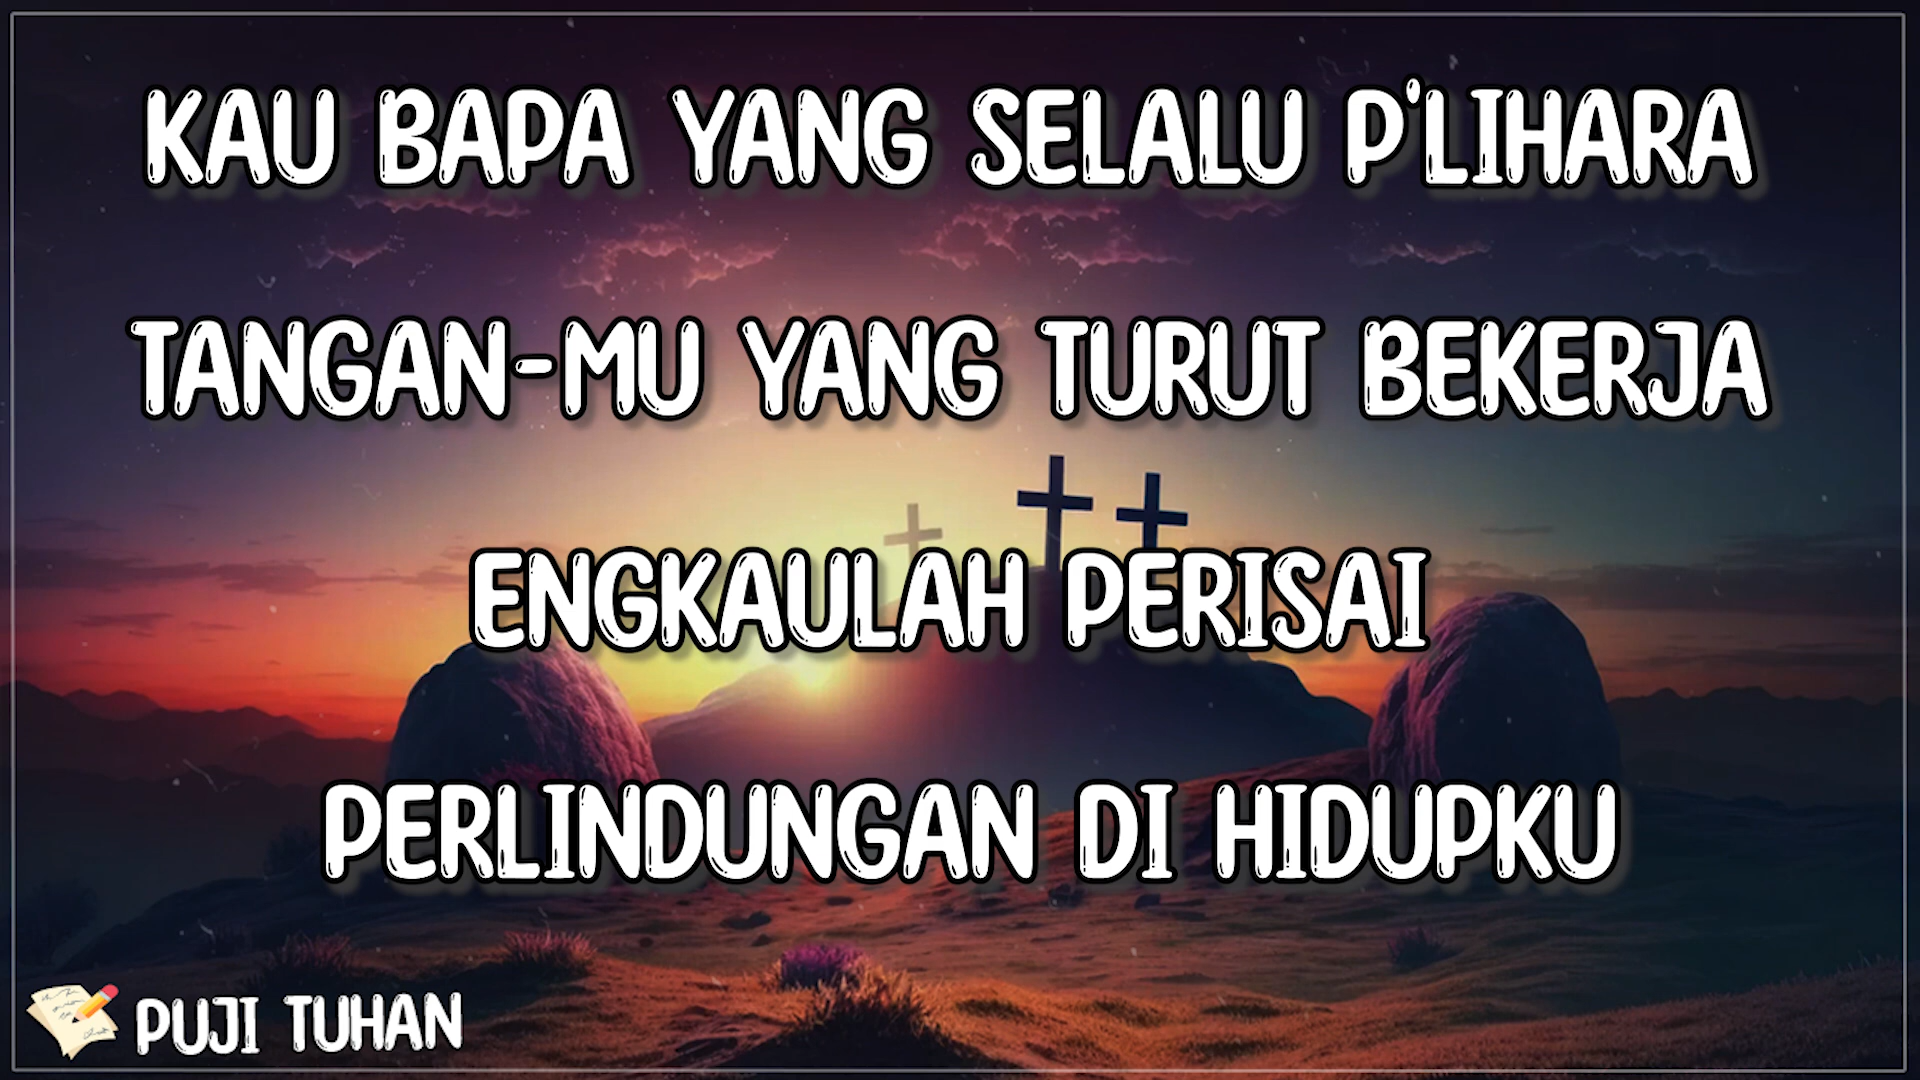 KAU BAPA YANG SELALU P'LIHARA
TANGAN-MU YANG TURUT BEKERJA
ENGKAULAH PERISAI
PERLINDUNGAN DI HIDUPKU
PUJI TUHAN